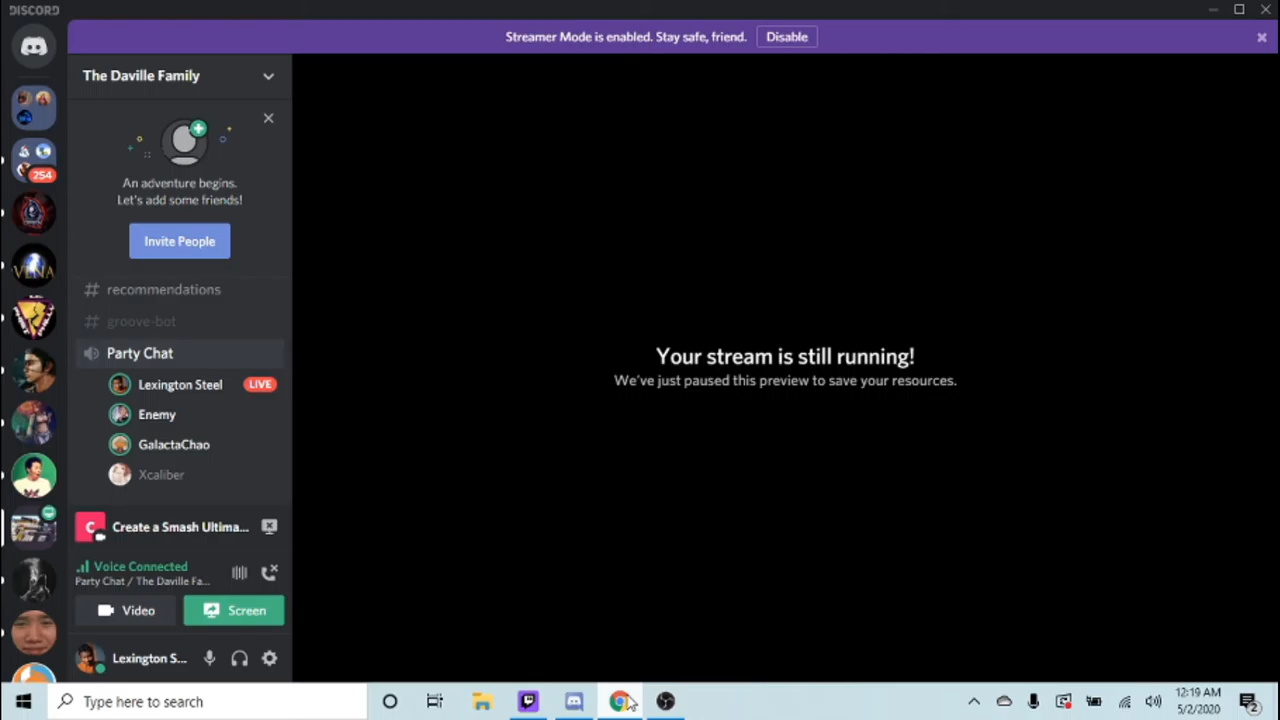 DISCORD
Streamer Mode is enabled. Stay safe, friend.
Disable
The Daville Family
An adventure begins.
Let's add some friends!
Invite People
254
VENA
# recommendations
# groove-bot
Party Chat
Lexington Steel
LIVE
Enemy
GalactaChao
Xcaliber
C
Create a Smash Ultima...
Voice Connected
Party Chat / The Daville Fa...
Video
Screen
Lexington S...
Your stream is still running!
We've just paused this preview to save your resources.
Type here to search
12:19 AM
5/2/2020
2